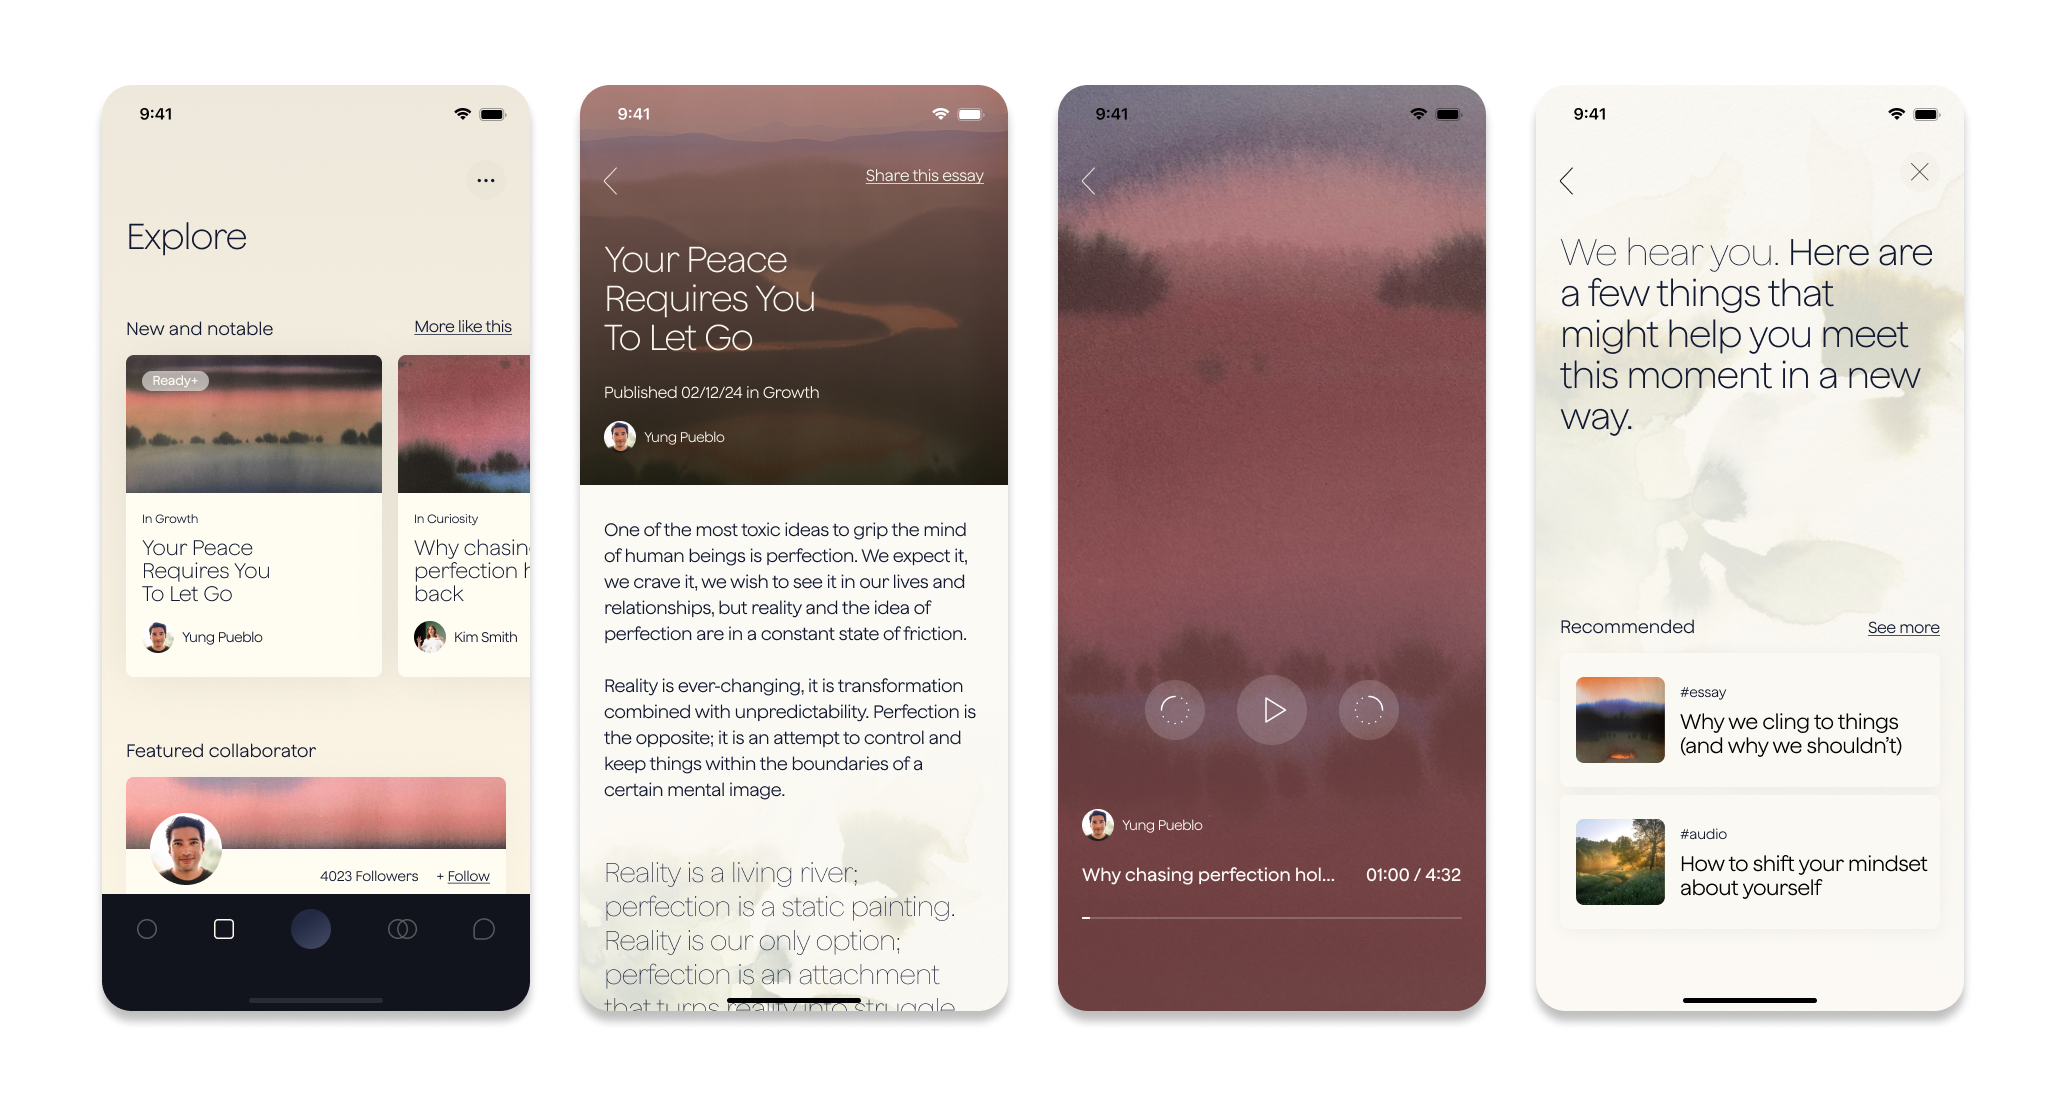 9:41
Explore
New and notable
More like this
Ready+
In Growth
Your Peace
Requires You
To Let Go
Yung Pueblo
In Curiosity
Why chasin
perfection h
back
Kim Smith
Featured collaborator
4023 Followers
+ Follow
9:41
Share this essay
Your Peace
Requires You
To Let Go
Published 02/12/24 in Growth
Yung Pueblo
One of the most toxic ideas to grip the mind
of human beings is perfection. We expect it,
we crave it, we wish to see it in our lives and
relationships, but reality and the idea of
perfection are in a constant state of friction.
Reality is ever-changing, it is transformation
combined with unpredictability. Perfection is
the opposite; it is an attempt to control and
keep things within the boundaries of a
certain mental image.
Reality is a living river;
perfection is a static painting.
Reality is our only option;
perfection is an attachment
that turns reality into struggle
9:41
Yung Pueblo
Why chasing perfection hol...
01:00 / 4:32
9:41
We hear you. Here are
a few things that
might help you meet
this moment in a new
way.
Recommended
See more
#essay
Why we cling to things
(and why we shouldn't)
#audio
How to shift your mindset
about yourself